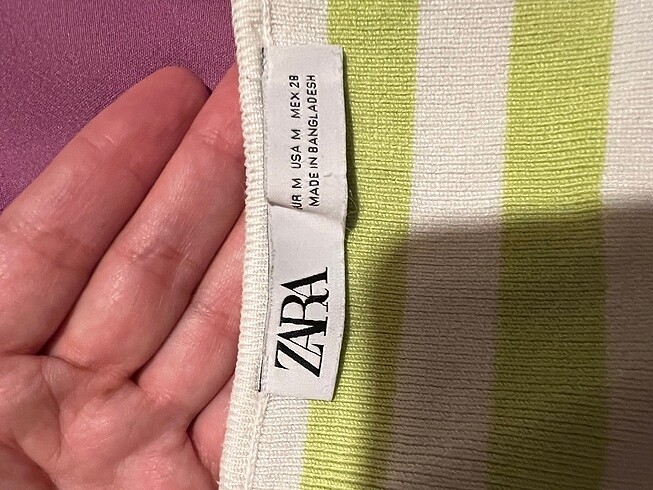 ZARA
UR M USA M MEX 28
MADE IN BANGLADESH